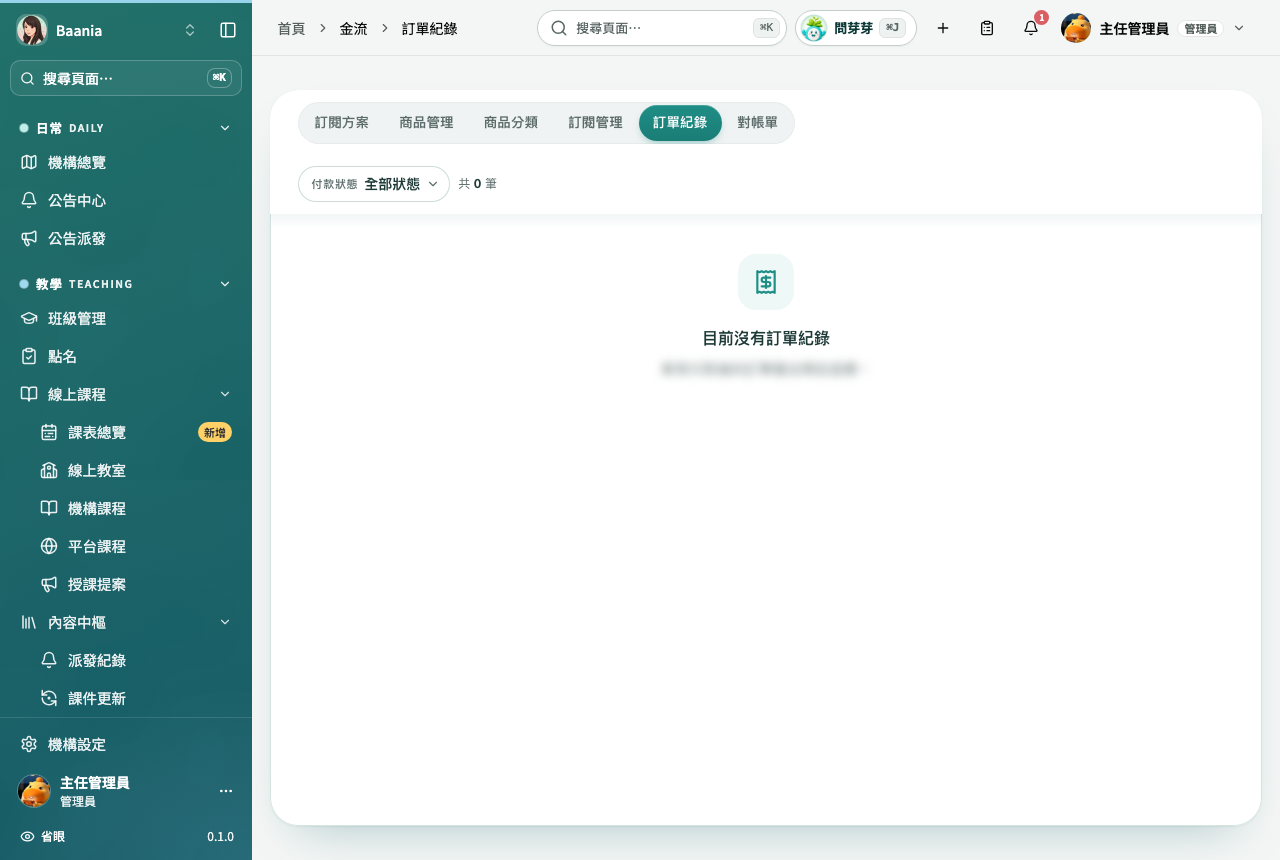 Baania
搜尋頁面… ⌘K
日常 DAILY
機構總覽
公告中心
公告派發
教學 TEACHING
班級管理
點名
線上課程
課表總覽 新增
線上教室
機構課程
平台課程
授課提案
內容中樞
派發紀錄
課件更新
機構設定
主任管理員
管理員
省眼 0.1.0
首頁 金流 訂單紀錄 搜尋頁面… ⌘K 問芽芽 ⌘J 1 主任管理員 管理員
訂閱方案 商品管理 商品分類 訂閱管理 訂單紀錄 對帳單
付款狀態 全部狀態 共 0 筆
目前沒有訂單紀錄